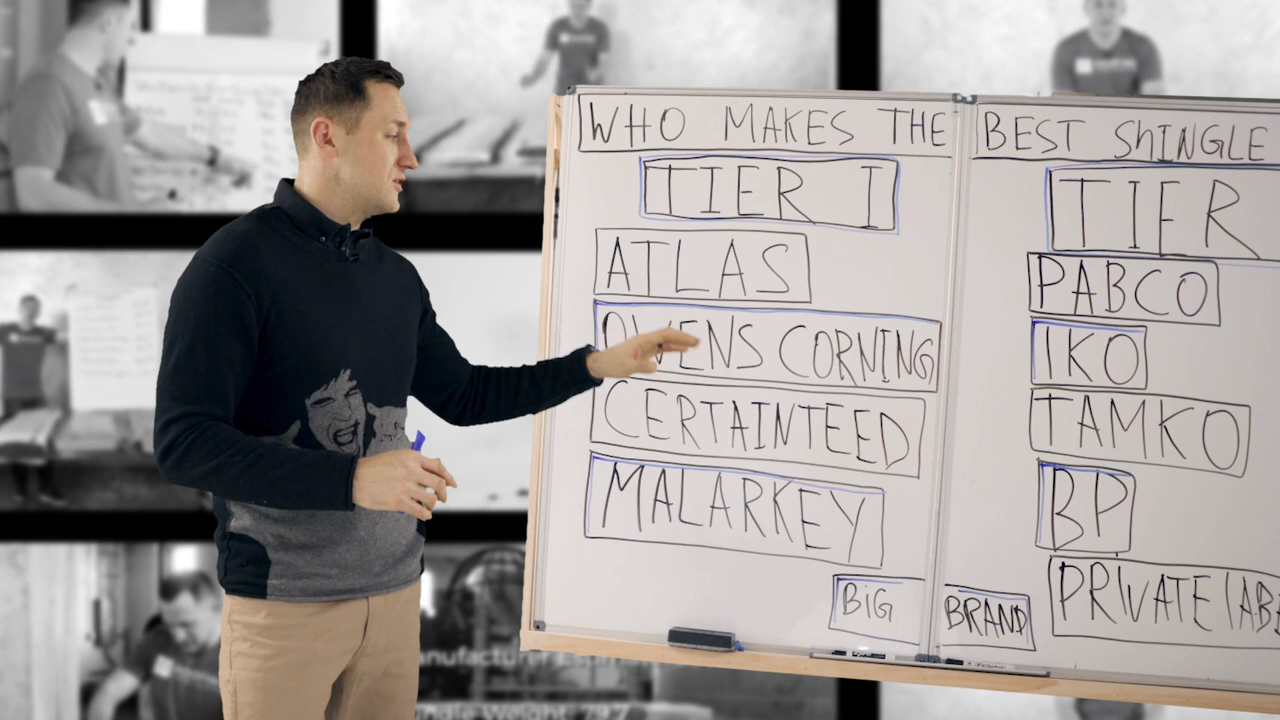 WHO MAKES THE BEST ShINGLE
TIER I
ATLAS
OWENS CORNING
CERTAINTEED
MALARKEY
TIER
PABCO
IKO
TAMKO
BP
PRIVATE
BiG BRAND